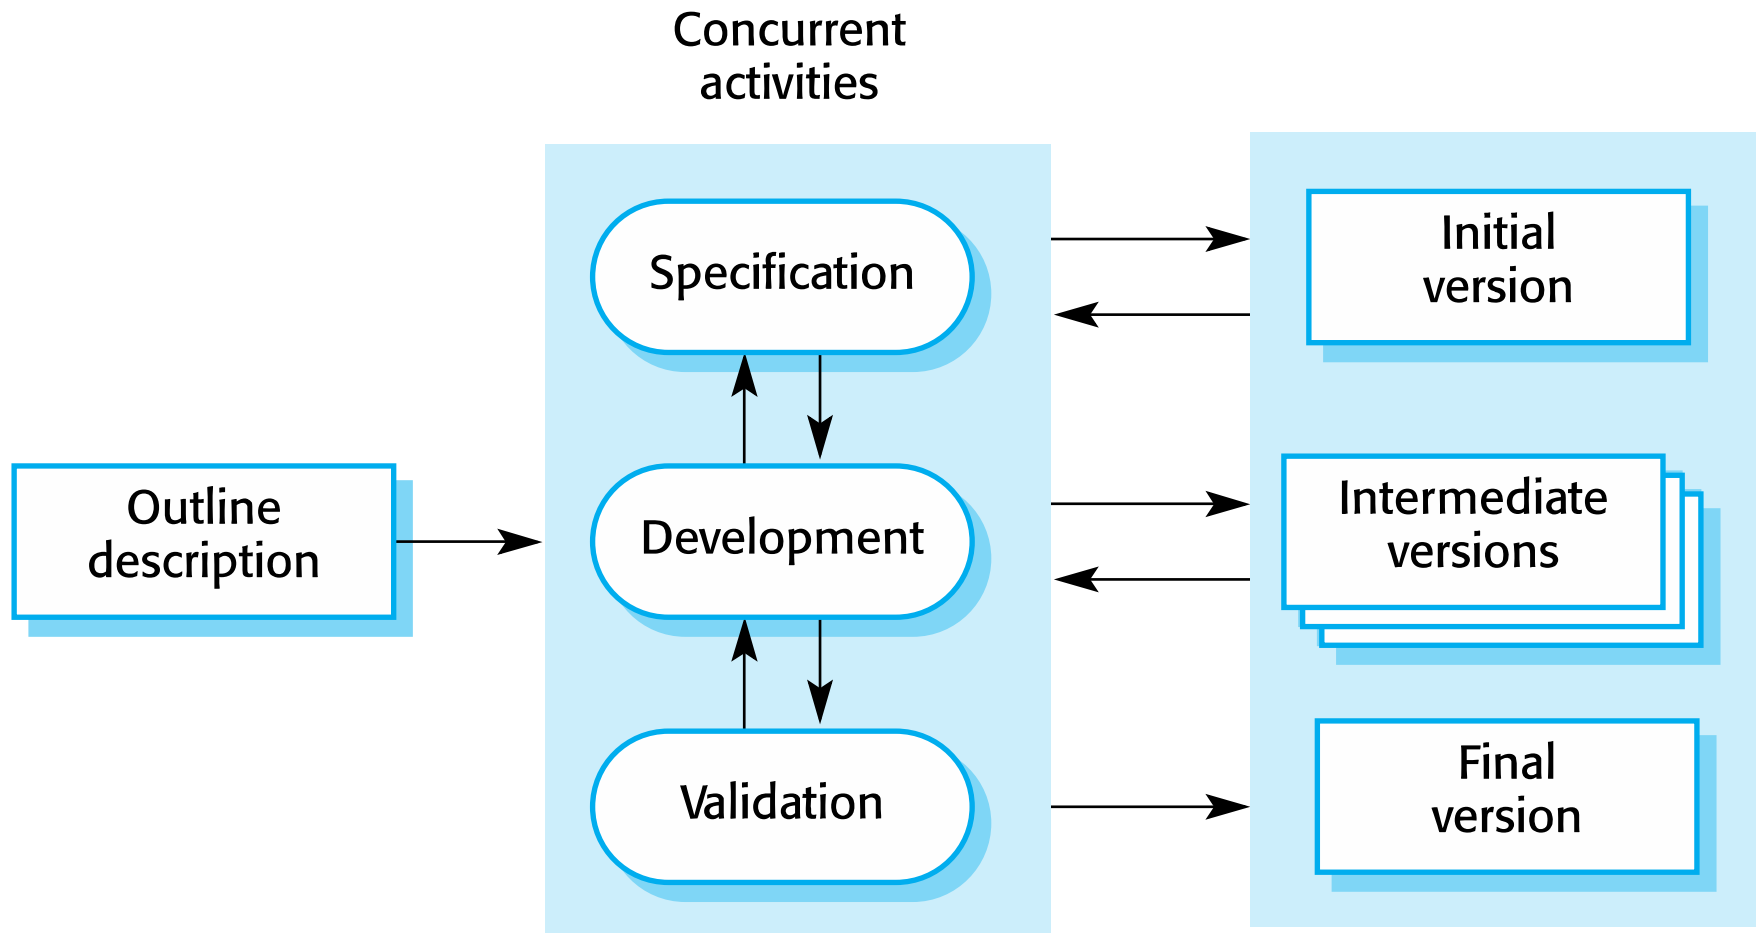 Concurrent
activities
Specification
Development
Validation
Outline
description
Initial
version
Intermediate
versions
Final
version